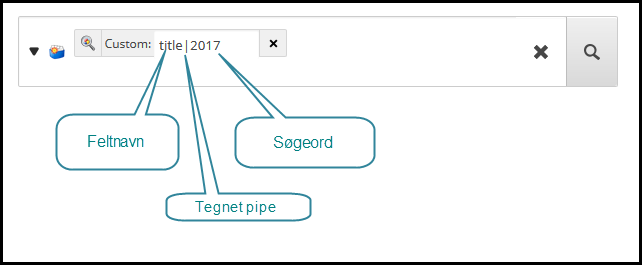 Custom: title|2017
Feltnavn
Søgeord
Tegnet pipe